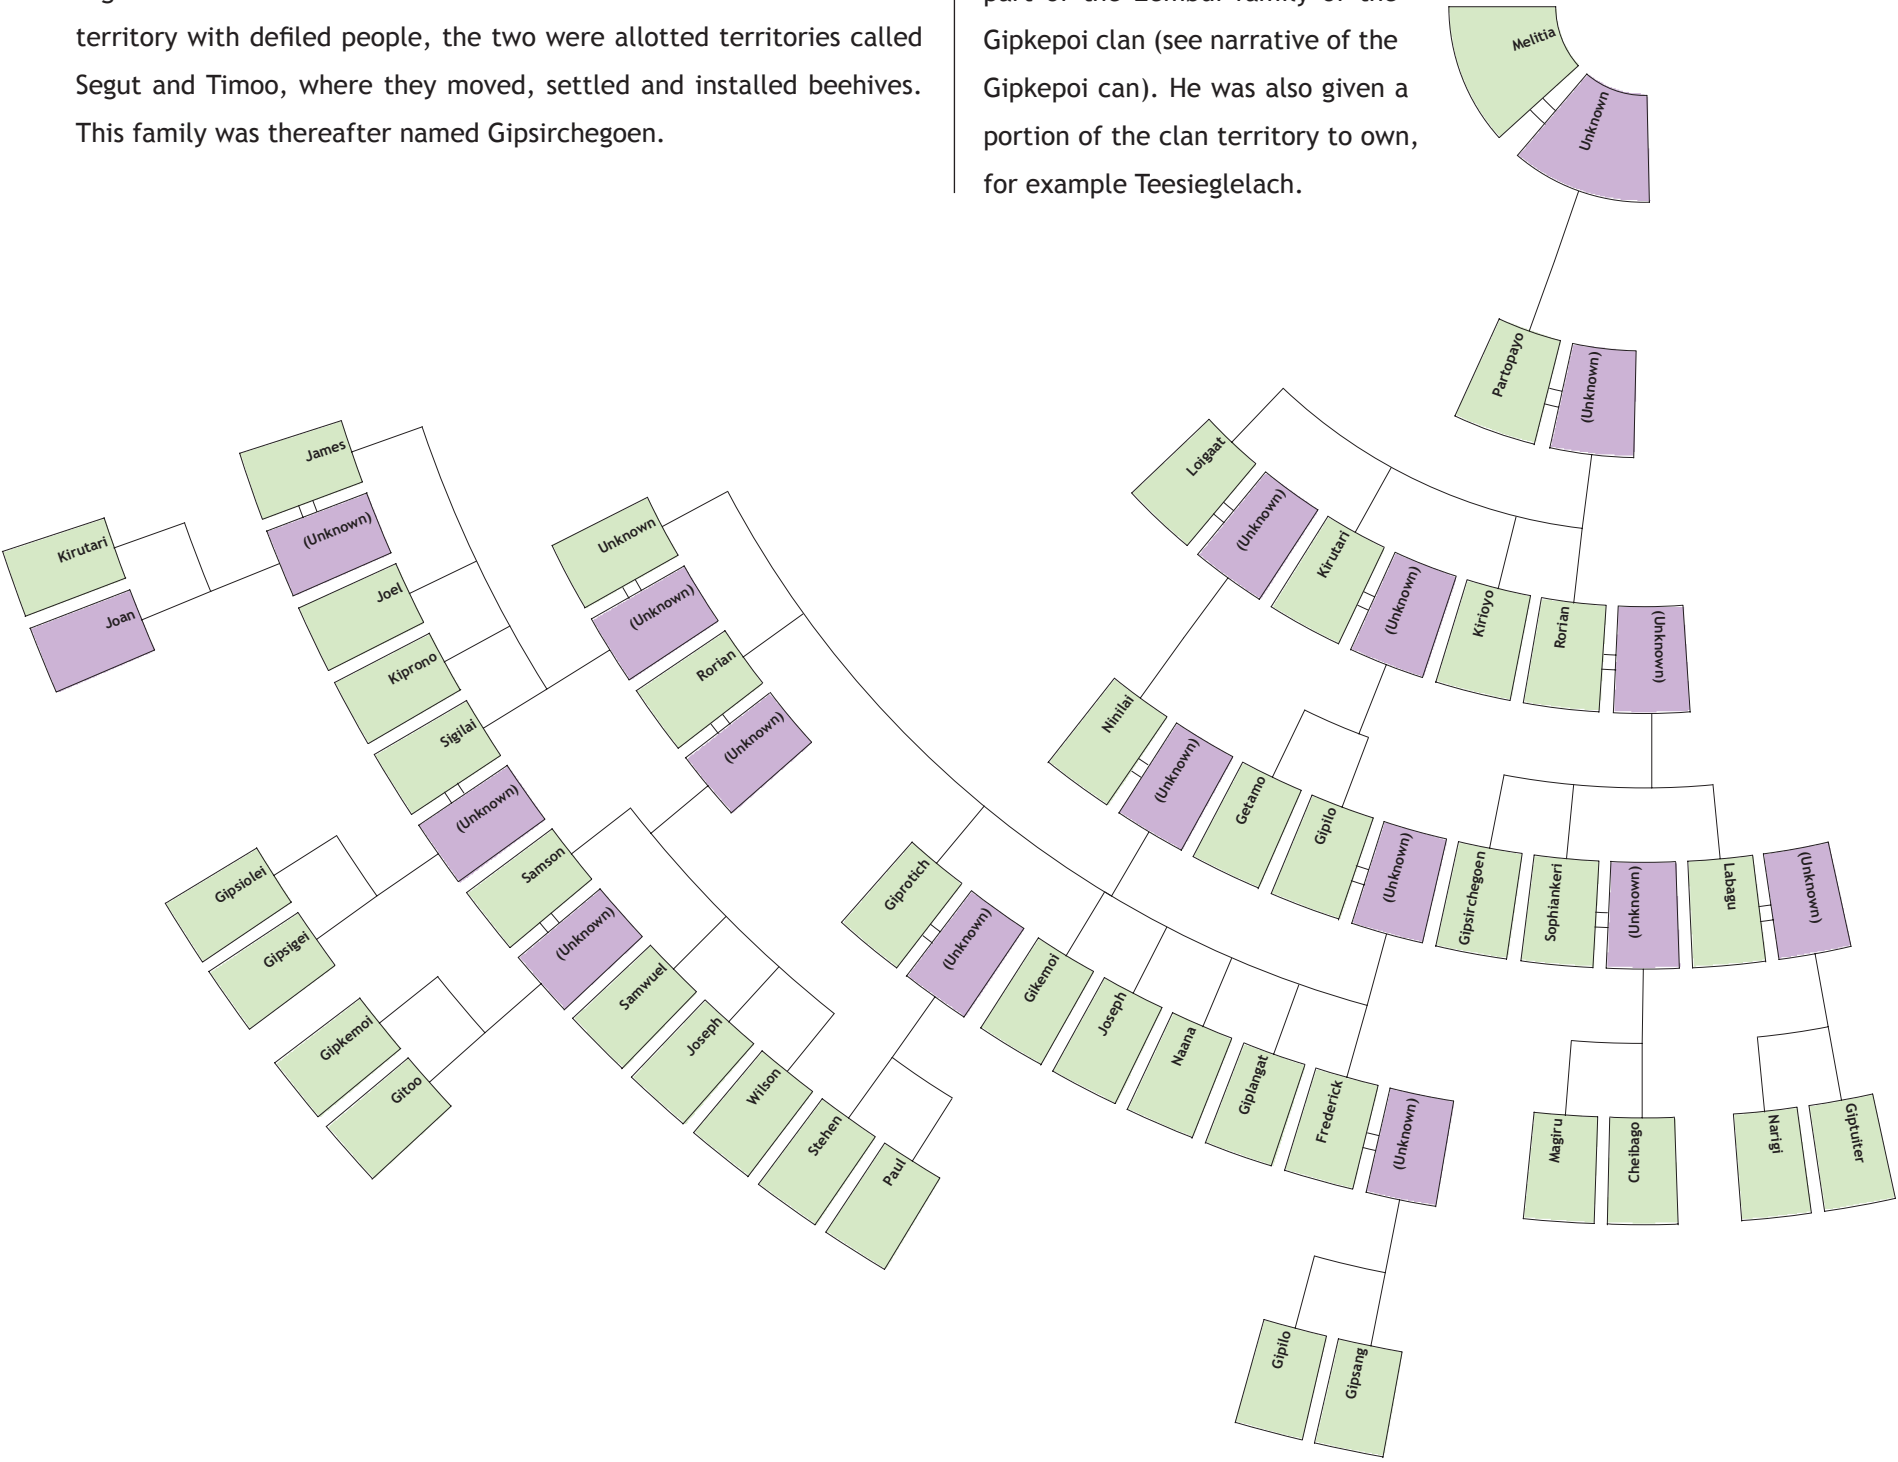 territory with defiled people, the two were allotted territories called
Segut and Timoo, where they moved, settled and installed beehives.
This family was thereafter named Gipsirchegoen.
Gipkepoi clan (see narrative of the
Gipkepoi can). He was also given a
portion of the clan territory to own,
for example Teesieglelach.
Melitia
Unknown
Partopayo
(Unknown)
Loigaat
(Unknown)
Kirutari
(Unknown)
Kirioyo
Rorian
(Unknown)
Ninilai
(Unknown)
Getamo
Gipilo
(Unknown)
Gipsirchegoen
Sophiankeri
(Unknown)
Labagu
(Unknown)
Unknown
(Unknown)
Rorian
(Unknown)
Giprotich
(Unknown)
Gikemoi
Joseph
Naana
Giplangat
Frederick
(Unknown)
Magiru
Cheibago
Narigi
Giptuiter
James
(Unknown)
Joel
Kiprono
Sigilai
(Unknown)
Samson
(Unknown)
Samwuel
Joseph
Wilson
Stehen
Paul
Gipilo
Gipsang
Kirutari
Joan
Gipsiolei
Gipsigei
Gipkemoi
Gitoo